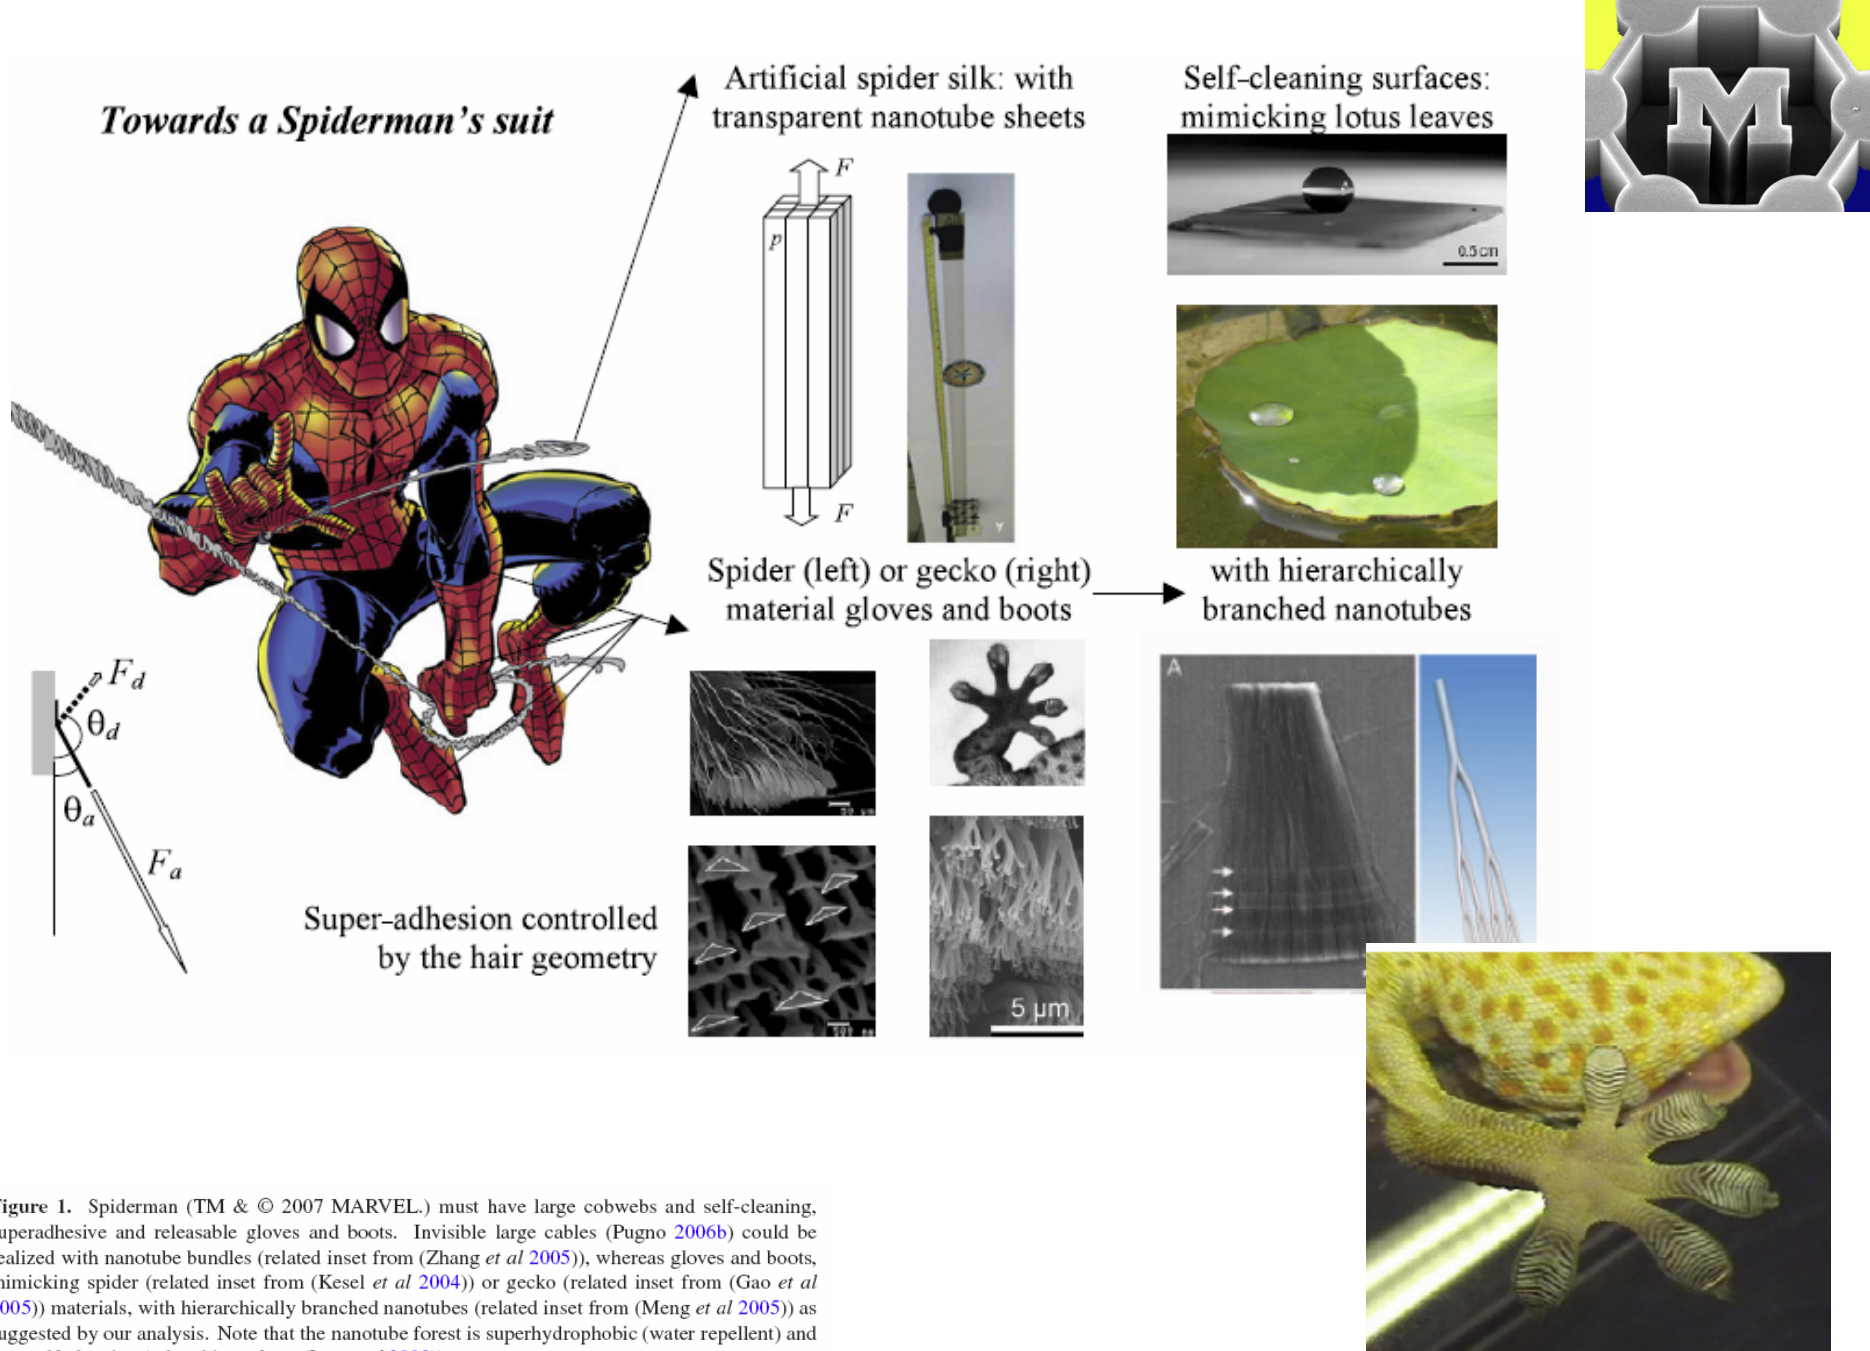 Towards a Spiderman's suit
Artificial spider silk: with
transparent nanotube sheets
F
p
F
Y
Self-cleaning surfaces:
mimicking lotus leaves
0.5 cm
Spider (left) or gecko (right)
material gloves and boots
with hierarchically
branched nanotubes
A
F_d
θ_d
θ_a
F_a
Super-adhesion controlled
by the hair geometry
5 μm
M
igure 1. Spiderman (TM & © 2007 MARVEL.) must have large cobwebs and self-cleaning,
uperadhesive and releasable gloves and boots. Invisible large cables (Pugno 2006b) could be
ealized with nanotube bundles (related inset from (Zhang et al 2005)), whereas gloves and boots,
nimicking spider (related inset from (Kesel et al 2004)) or gecko (related inset from (Gao et al
005)) materials, with hierarchically branched nanotubes (related inset from (Meng et al 2005)) as
uggested by our analysis. Note that the nanotube forest is superhydrophobic (water repellent) and